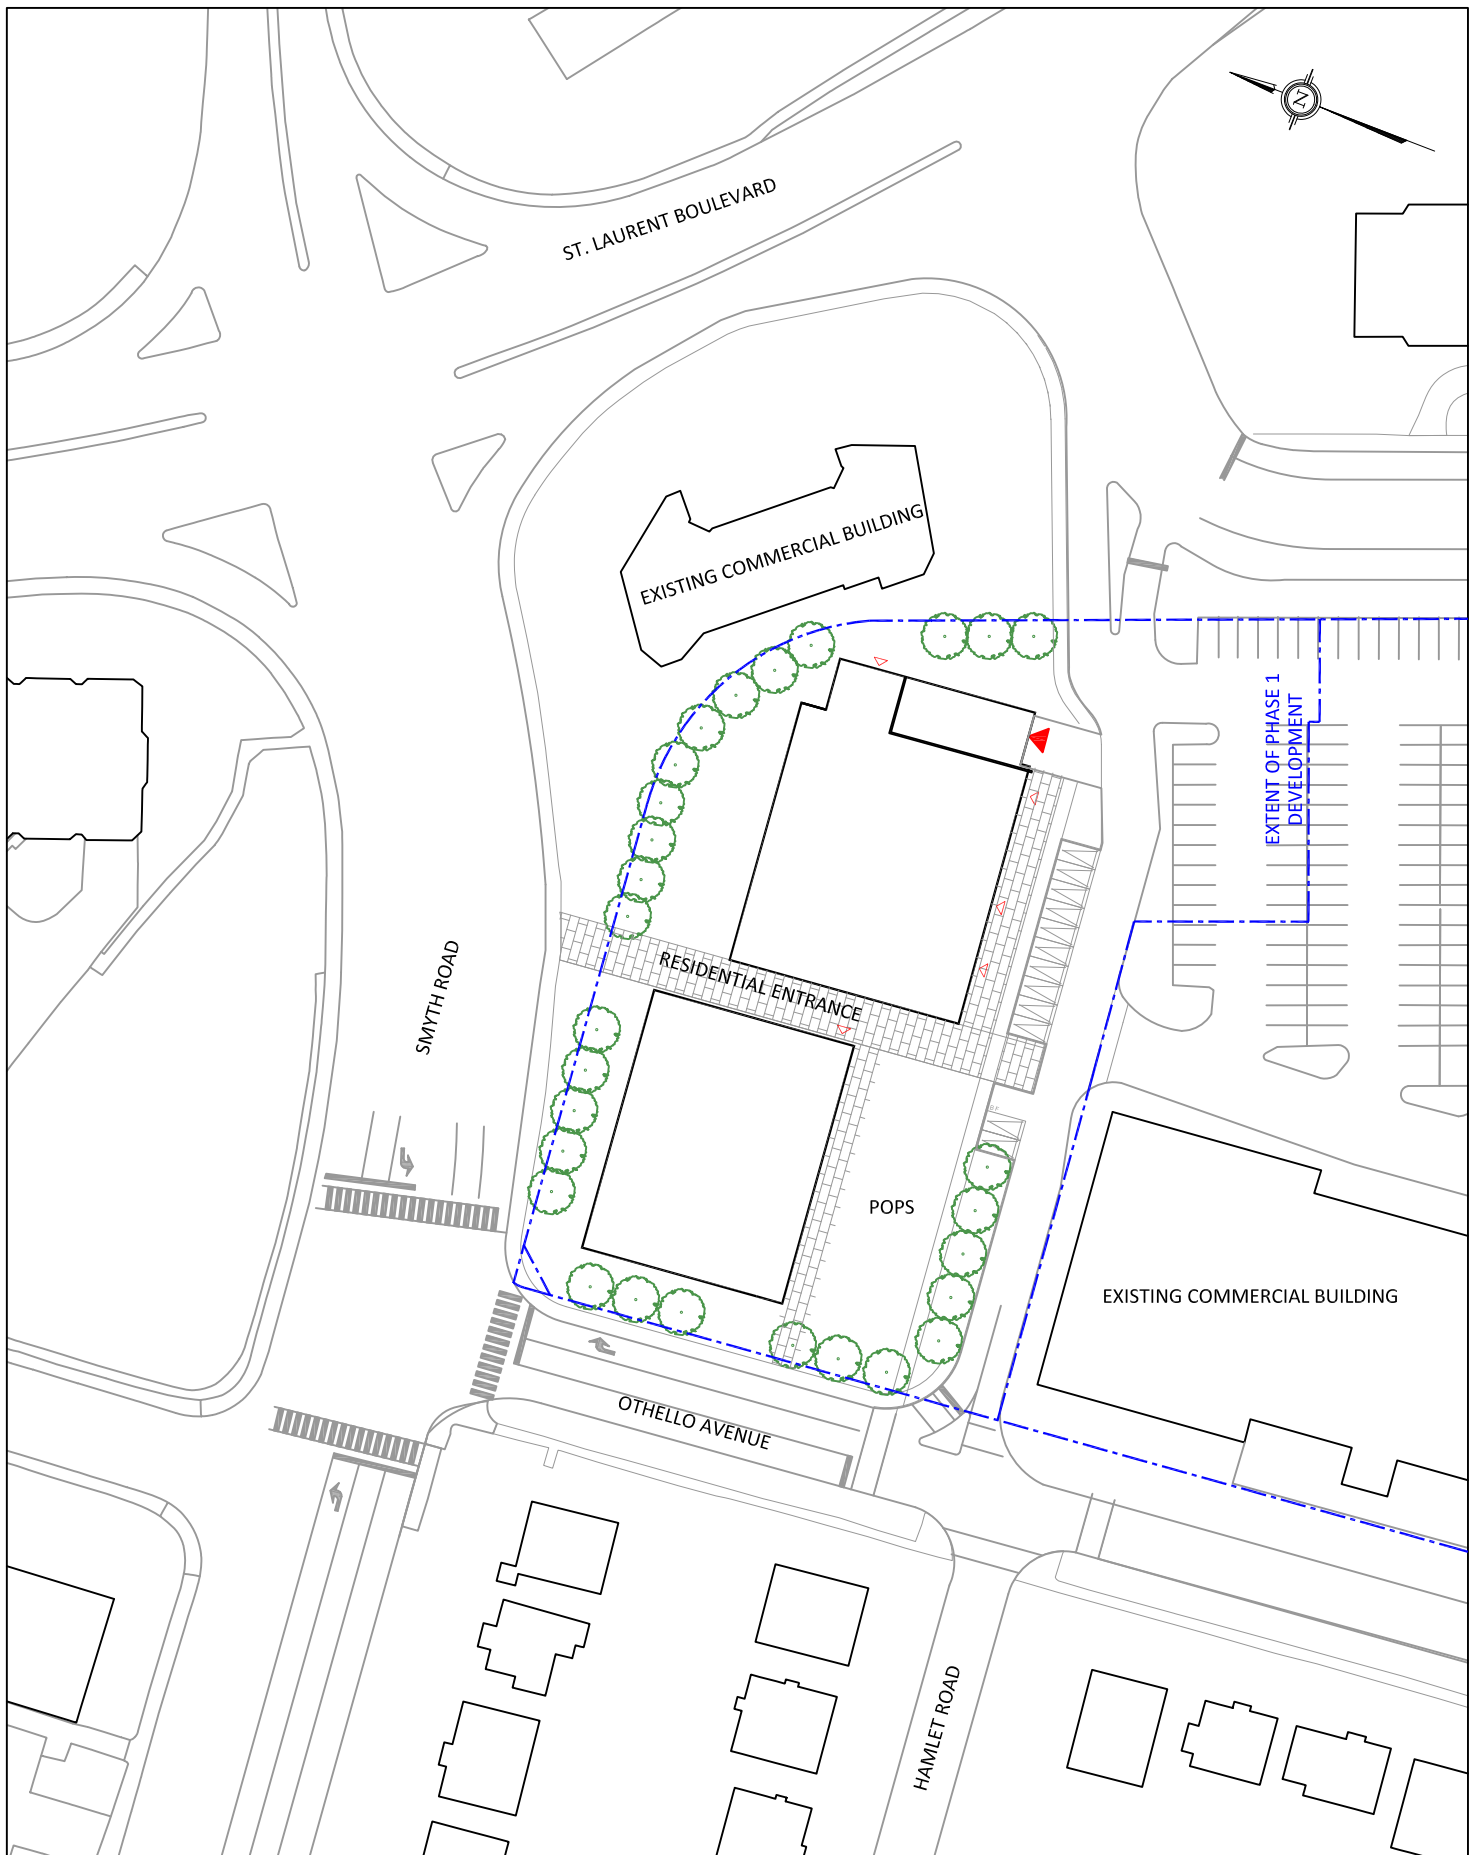 N
ST. LAURENT BOULEVARD
EXISTING COMMERCIAL BUILDING
EXTENT OF PHASE 1
DEVELOPMENT
SMYTH ROAD
RESIDENTIAL ENTRANCE
POPS
EXISTING COMMERCIAL BUILDING
OTHELLO AVENUE
HAMLET ROAD